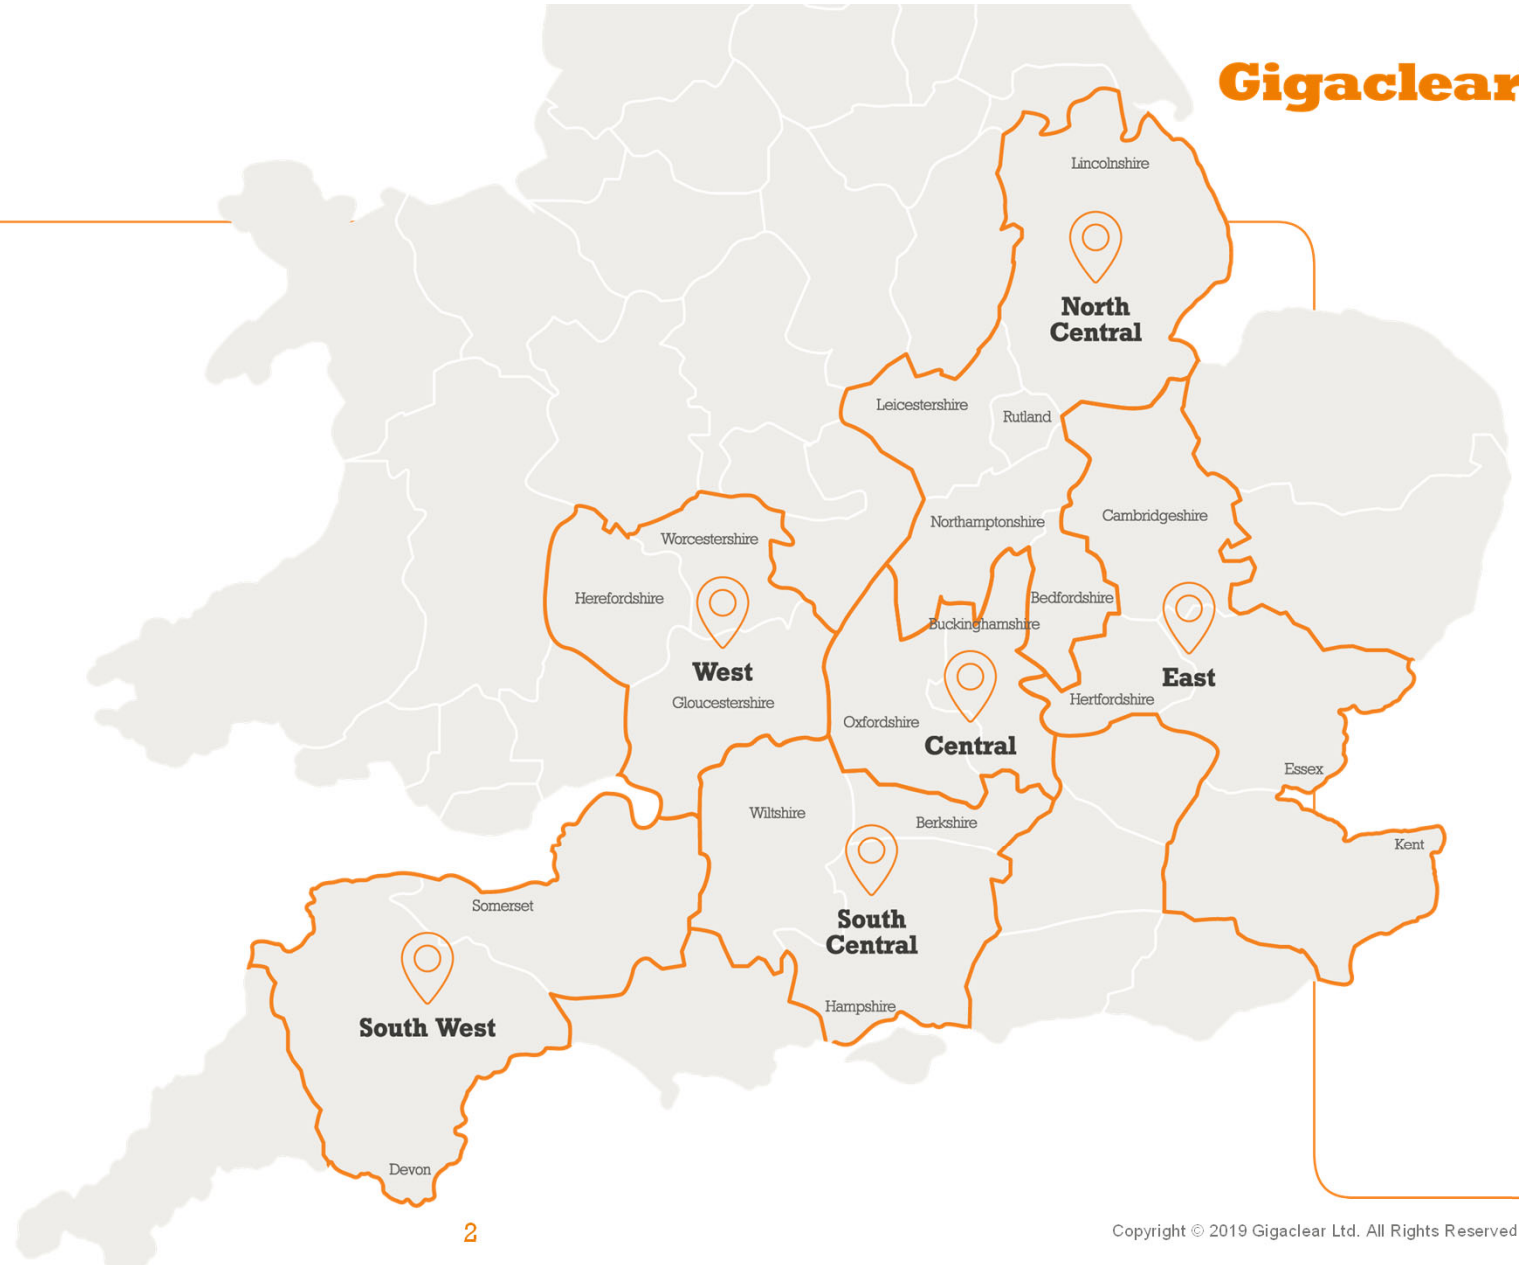 Gigaclear
Lincolnshire
North
Central
Leicestershire
Rutland
Northamptonshire
Cambridgeshire
Worcestershire
Herefordshire
Bedfordshire
Buckinghamshire
West
East
Gloucestershire
Hertfordshire
Oxfordshire
Central
Essex
Wiltshire
Berkshire
Kent
Somerset
South
Central
Hampshire
South West
Devon
2
Copyright © 2019 Gigaclear Ltd. All Rights Reserved